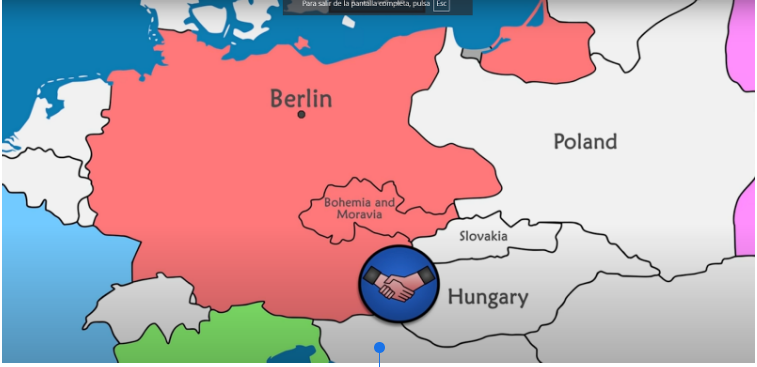 Para salir de la pantalla completa, pulsa Esc
Berlin
Poland
Bohemia and
Moravia
Slovakia
Hungary